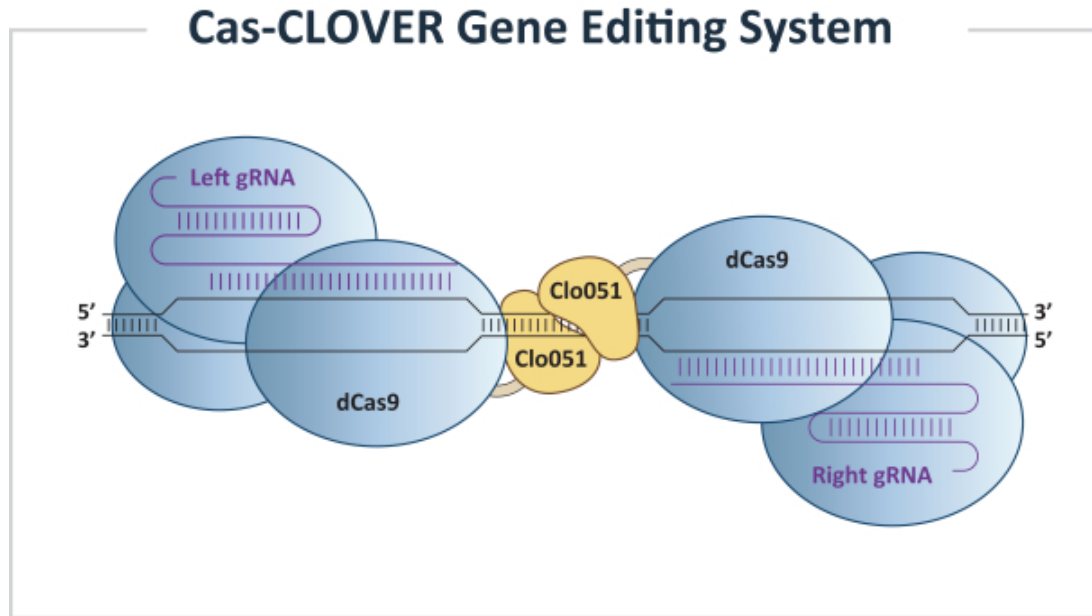 Cas-CLOVER Gene Editing System
Left gRNA
dCas9
Clo051
5’
3’
3’
5’
Clo051
dCas9
Right gRNA